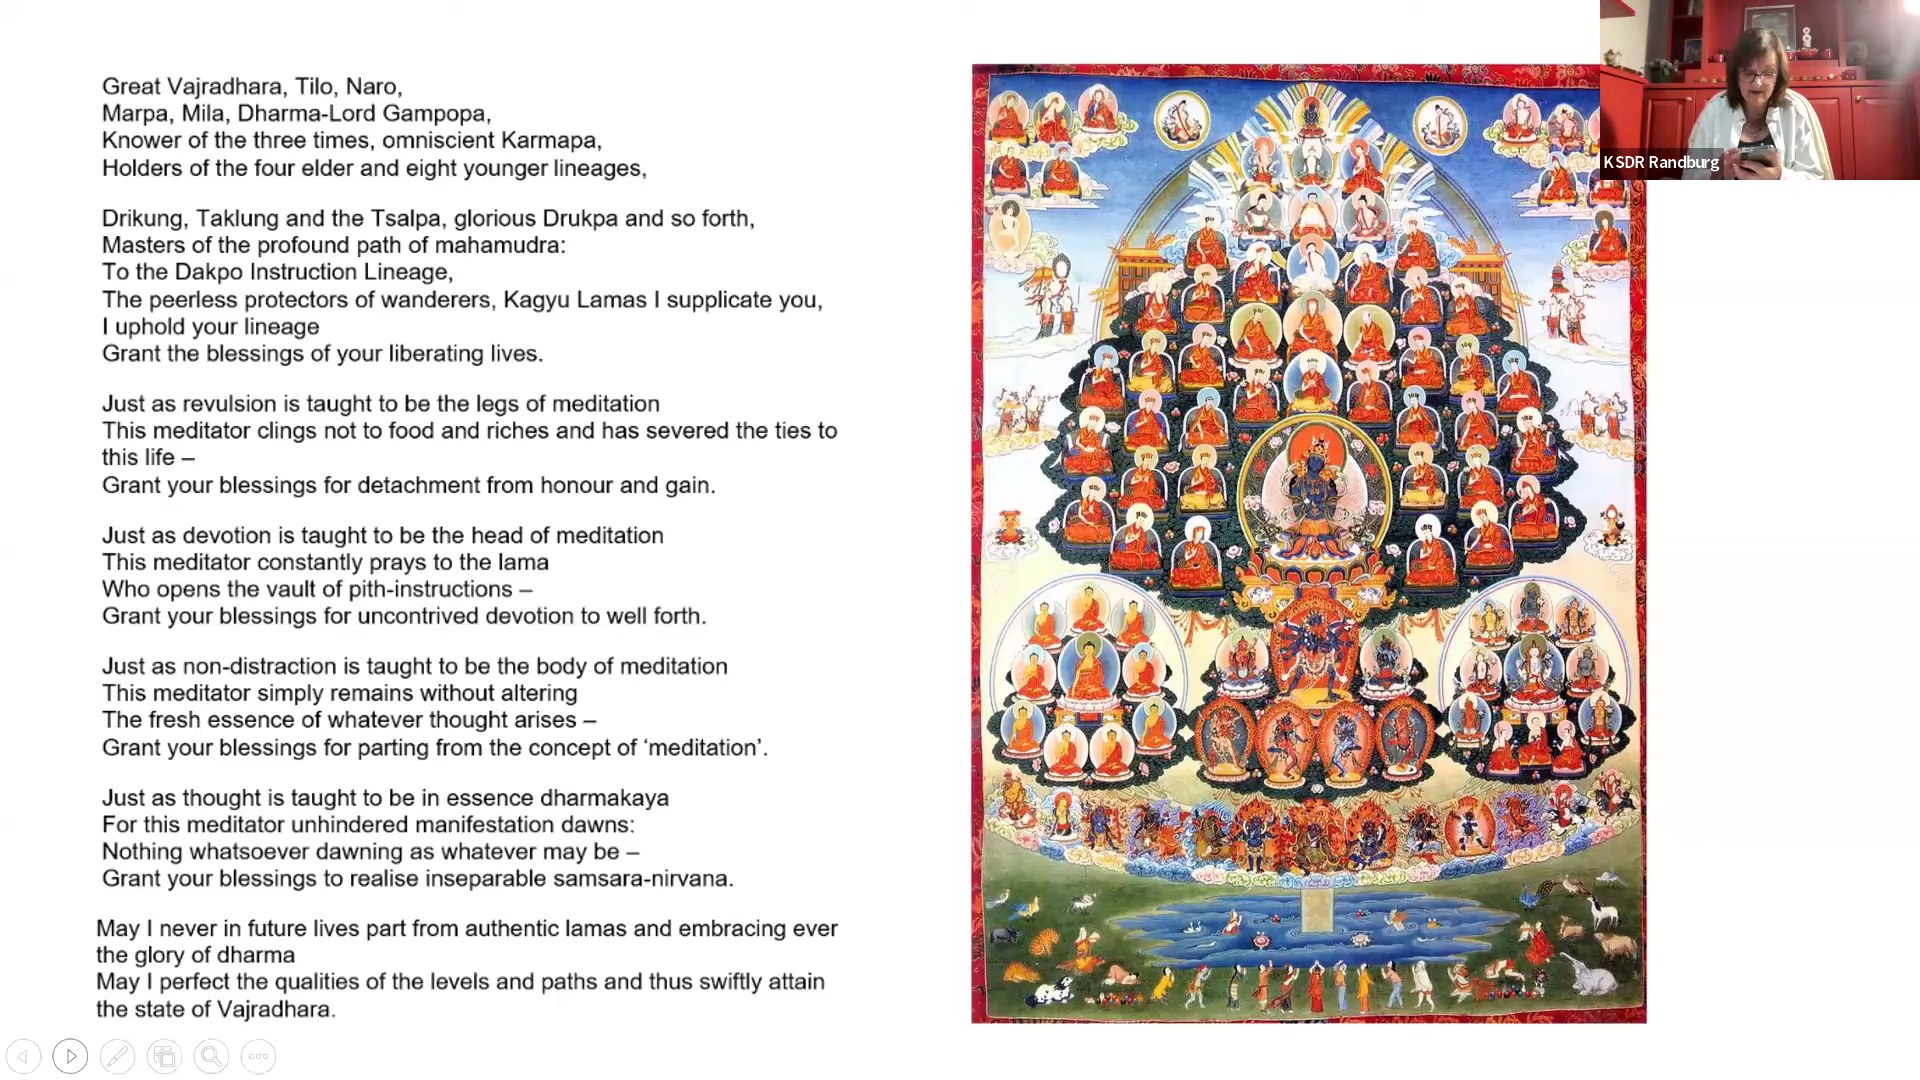 Great Vajradhara, Tilo, Naro,
Marpa, Mila, Dharma-Lord Gampopa,
Knower of the three times, omniscient Karmapa,
Holders of the four elder and eight younger lineages,
Drikung, Taklung and the Tsalpa, glorious Drukpa and so forth,
Masters of the profound path of mahamudra:
To the Dakpo Instruction Lineage,
The peerless protectors of wanderers, Kagyu Lamas I supplicate you,
I uphold your lineage
Grant the blessings of your liberating lives.
Just as revulsion is taught to be the legs of meditation
This meditator clings not to food and riches and has severed the ties to
this life –
Grant your blessings for detachment from honour and gain.
Just as devotion is taught to be the head of meditation
This meditator constantly prays to the lama
Who opens the vault of pith-instructions –
Grant your blessings for uncontrived devotion to well forth.
Just as non-distraction is taught to be the body of meditation
This meditator simply remains without altering
The fresh essence of whatever thought arises –
Grant your blessings for parting from the concept of ‘meditation’.
Just as thought is taught to be in essence dharmakaya
For this meditator unhindered manifestation dawns:
Nothing whatsoever dawning as whatever may be –
Grant your blessings to realise inseparable samsara-nirvana.
May I never in future lives part from authentic lamas and embracing ever
the glory of dharma
May I perfect the qualities of the levels and paths and thus swiftly attain
the state of Vajradhara.
KSDR Randburg